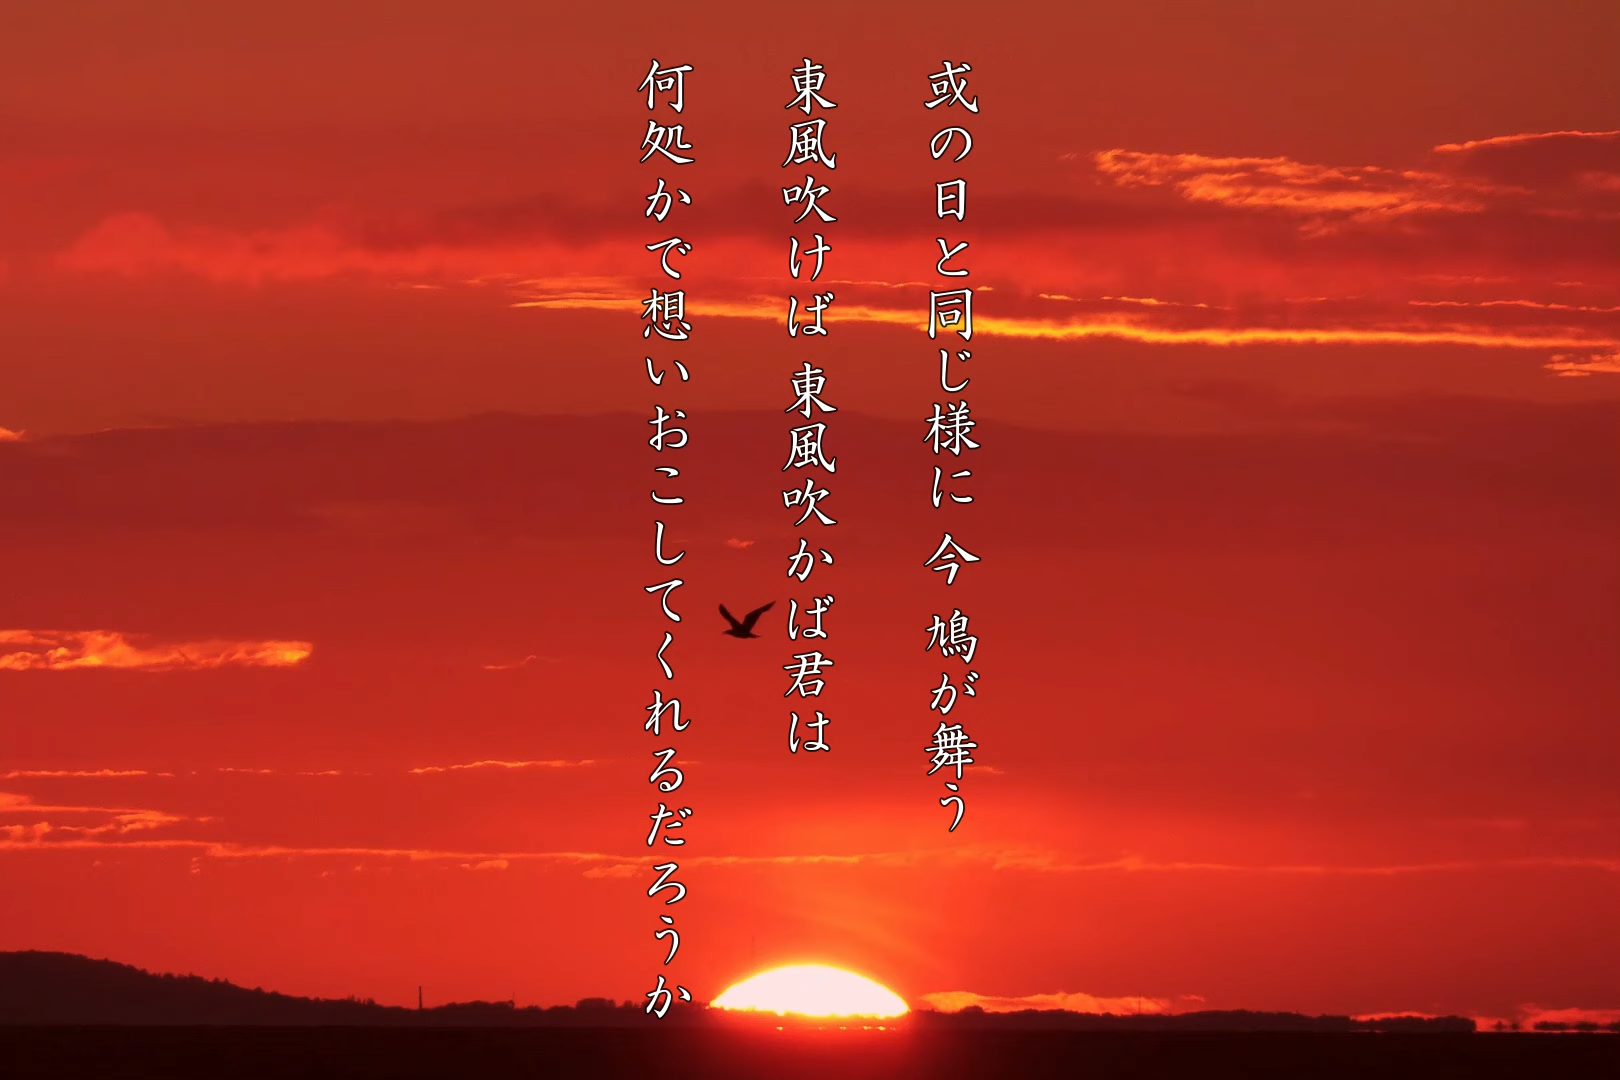 或の日と同じ様に 今 鳩が舞う
東風吹けば 東風吹かば君は
何処かで想いおこしてくれるだろうか